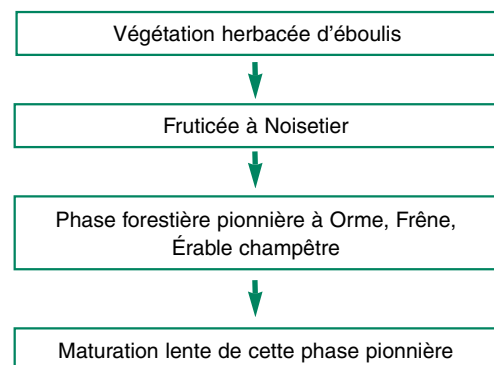 Végétation herbacée d'éboulis
Fruticée à Noisetier
Phase forestière pionnière à Orme, Frêne,
Érable champêtre
Maturation lente de cette phase pionnière